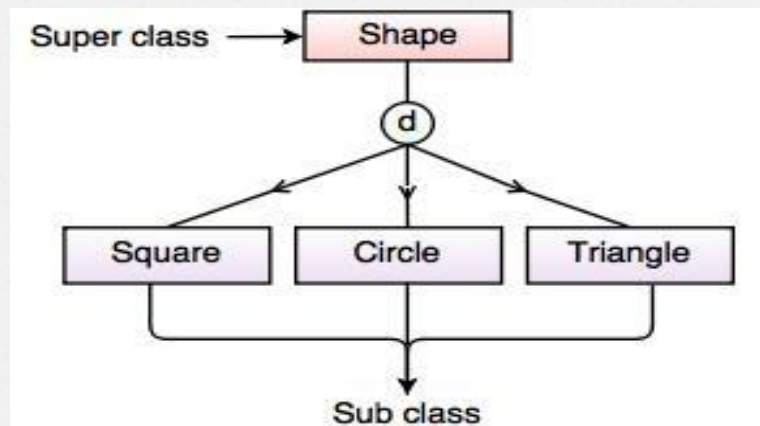 Super class
Shape
d
Square
Circle
Triangle
Sub class